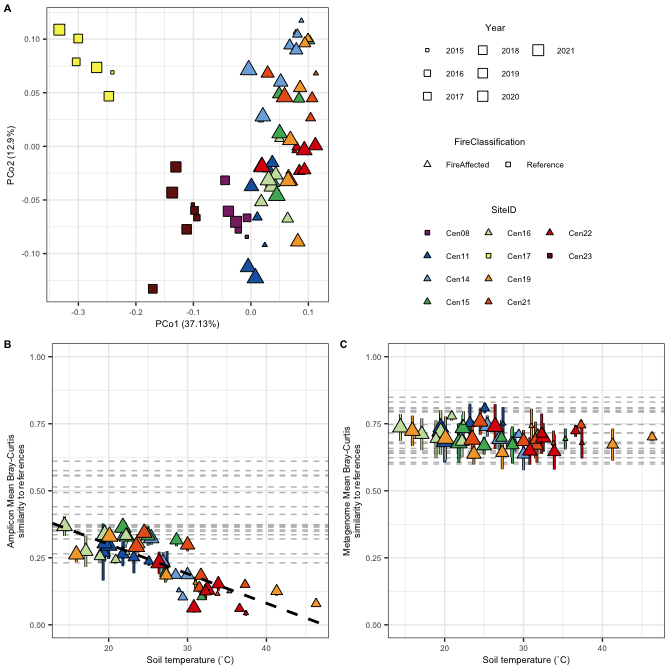 A
0.10
0.05
0.00
-0.05
-0.10
PCo2 (12.9%)
-0.3
-0.2
-0.1
0.0
0.1
PCo1 (37.13%)
Year
2015
2018
2021
2016
2019
2017
2020
FireClassification
FireAffected
Reference
SiteID
Cen08
Cen16
Cen22
Cen11
Cen17
Cen23
Cen14
Cen19
Cen15
Cen21
B
1.00
0.75
0.50
0.25
0.00
Amplicon Mean Bray-Curtis
similarity to references
20
30
40
Soil temperature (˚C)
C
1.00
0.75
0.50
0.25
0.00
Metagenome Mean Bray-Curtis
similarity to references
20
30
40
Soil temperature (˚C)